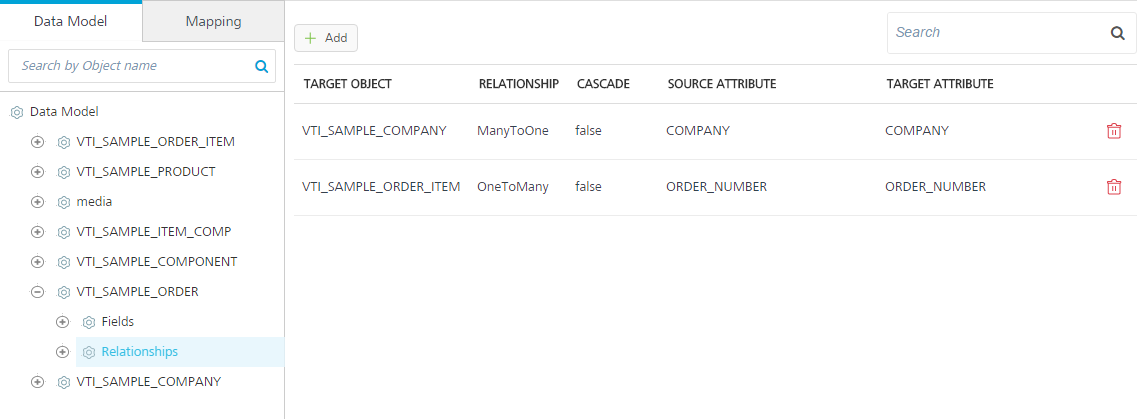 Data Model
Mapping
Search by Object name
Data Model
VTI_SAMPLE_ORDER_ITEM
VTI_SAMPLE_PRODUCT
media
VTI_SAMPLE_ITEM_COMP
VTI_SAMPLE_COMPONENT
VTI_SAMPLE_ORDER
Fields
Relationships
VTI_SAMPLE_COMPANY
Add
Search
TARGET OBJECT RELATIONSHIP CASCADE SOURCE ATTRIBUTE TARGET ATTRIBUTE
VTI_SAMPLE_COMPANY ManyToOne false COMPANY COMPANY
VTI_SAMPLE_ORDER_ITEM OneToMany false ORDER_NUMBER ORDER_NUMBER